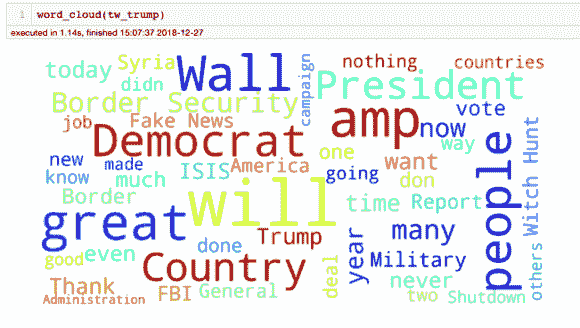 1 word_cloud(tw_trump)
executed in 1.14s, finished 15:07:37 2018-12-27
today
Syria
didn
Wall
campaign
nothing
countries
President
Border Security
job
Fake News
Democrat
amp
now
vote
way
people
Witch Hunt
new
made
know
much
ISIS
America
one
going
want
don
Border
will
time
Report
great
good
even
done
Trump
year
many
Military
others
Thank
Administration
FBI
Country
General
deal
never
two
Shutdown